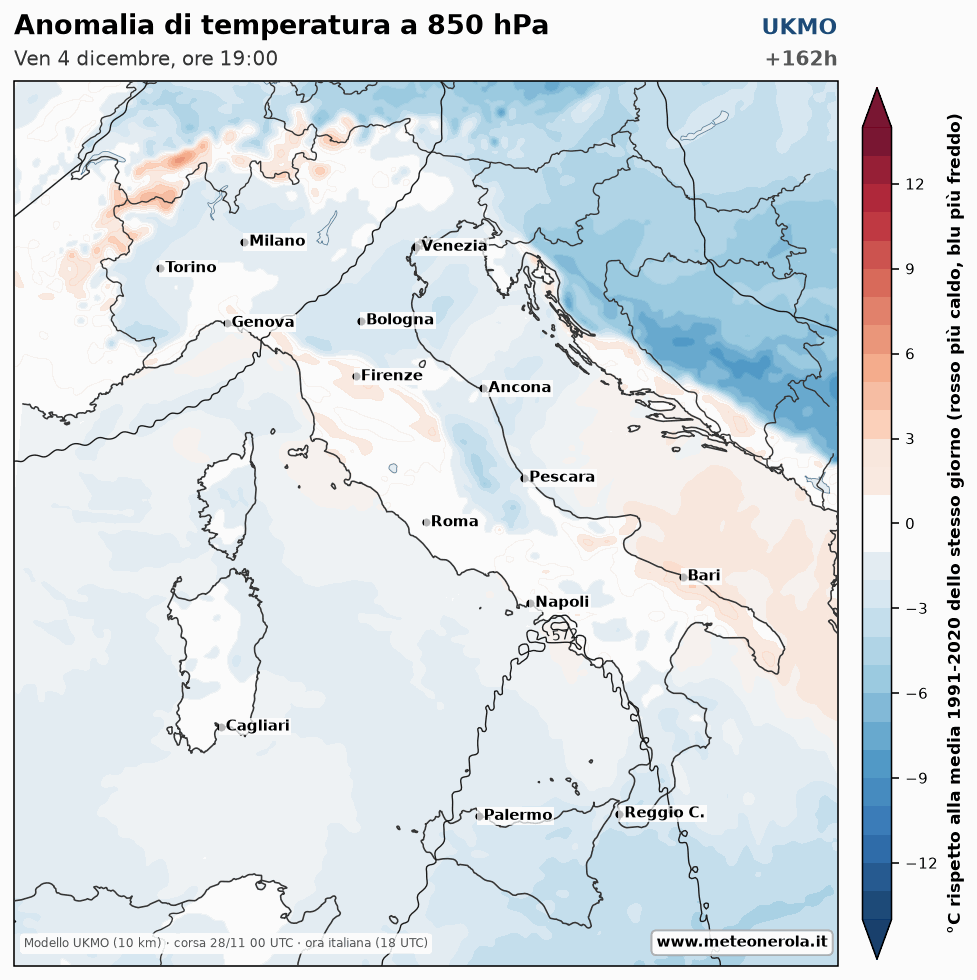 Anomalia di temperatura a 850 hPa
UKMO
Ven 4 dicembre, ore 19:00
+162h
Milano
Venezia
Torino
Genova
Bologna
Firenze
Ancona
Pescara
Roma
Bari
Napoli
57
Cagliari
Palermo
Reggio C.
12
9
6
3
0
−3
−6
−9
−12
°C rispetto alla media 1991-2020 dello stesso giorno (rosso più caldo, blu più freddo)
Modello UKMO (10 km) · corsa 28/11 00 UTC · ora italiana (18 UTC)
www.meteonerola.it